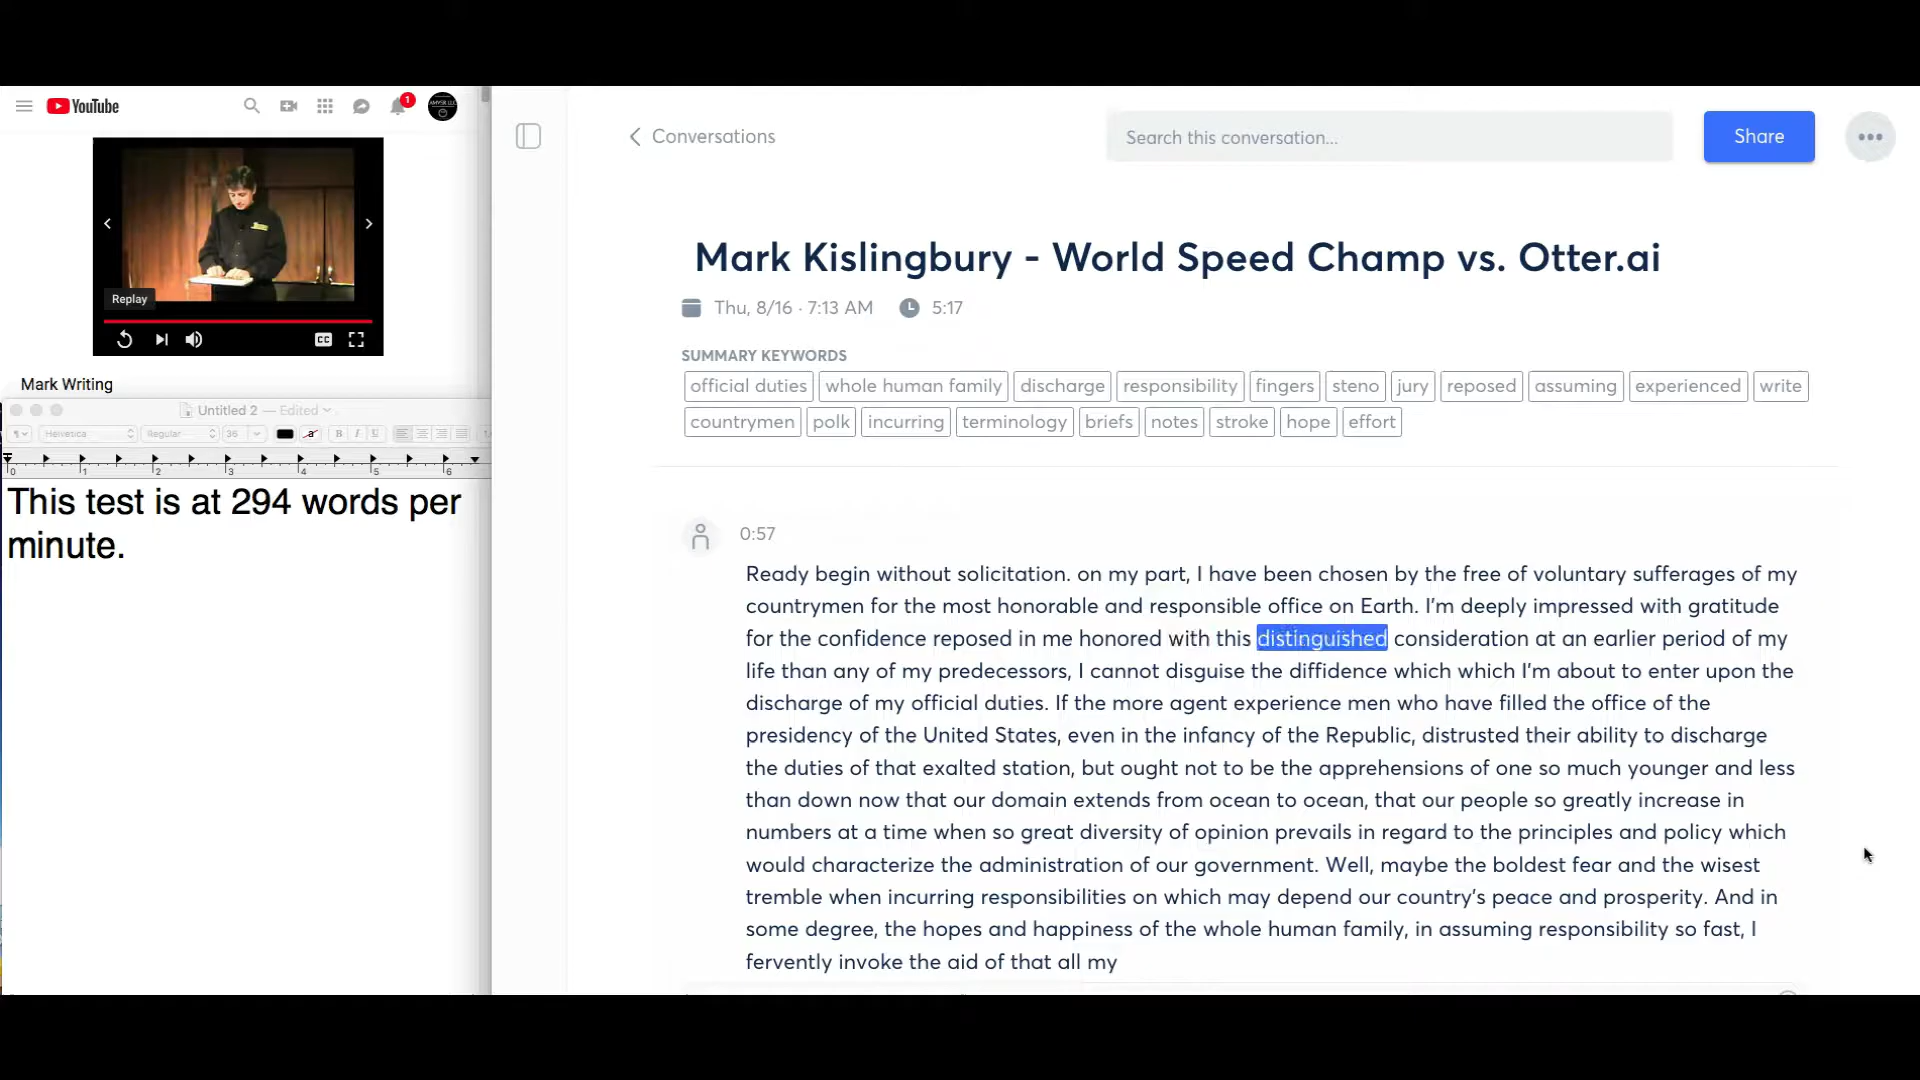 YouTube
1
Replay
CC
Mark Writing
Untitled 2 — Edited
Helvetica
Regular
36
B I U
0 1 2 3 4 5 6
This test is at 294 words per
minute.
Conversations
Search this conversation...
Share
Mark Kislingbury - World Speed Champ vs. Otter.ai
Thu, 8/16 · 7:13 AM 5:17
SUMMARY KEYWORDS
official duties whole human family discharge responsibility fingers steno jury reposed assuming experienced write
countrymen polk incurring terminology briefs notes stroke hope effort
0:57
Ready begin without solicitation. on my part, I have been chosen by the free of voluntary sufferages of my
countrymen for the most honorable and responsible office on Earth. I'm deeply impressed with gratitude
for the confidence reposed in me honored with this distinguished consideration at an earlier period of my
life than any of my predecessors, I cannot disguise the diffidence which which I'm about to enter upon the
discharge of my official duties. If the more agent experience men who have filled the office of the
presidency of the United States, even in the infancy of the Republic, distrusted their ability to discharge
the duties of that exalted station, but ought not to be the apprehensions of one so much younger and less
than down now that our domain extends from ocean to ocean, that our people so greatly increase in
numbers at a time when so great diversity of opinion prevails in regard to the principles and policy which
would characterize the administration of our government. Well, maybe the boldest fear and the wisest
tremble when incurring responsibilities on which may depend our country's peace and prosperity. And in
some degree, the hopes and happiness of the whole human family, in assuming responsibility so fast, I
fervently invoke the aid of that all my